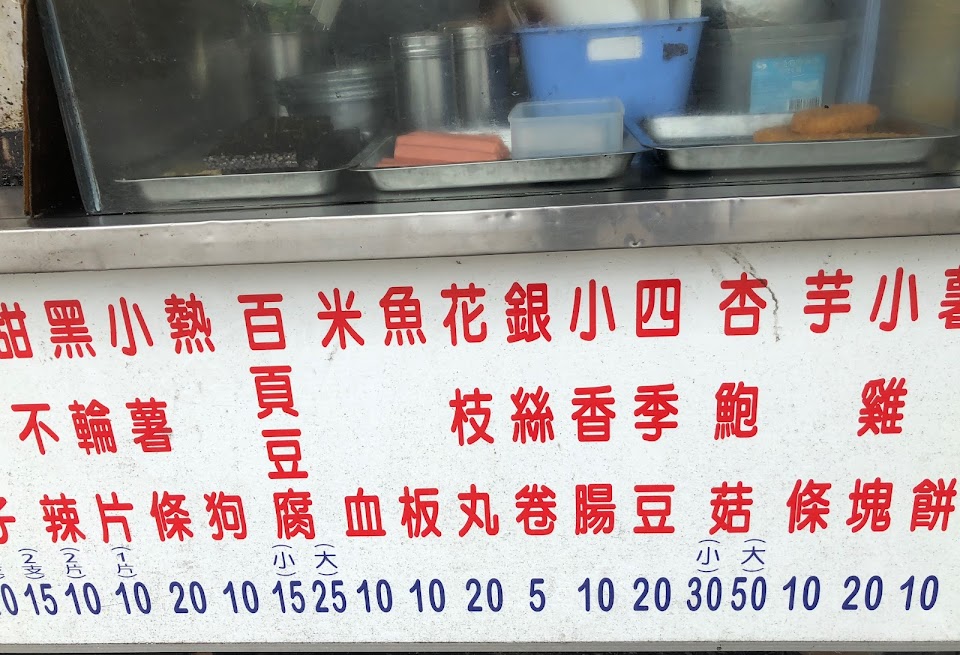 甜不辣
(2支)
15
(2片)
10
黑輪片
(1片)
10
小薯條
20
熱狗
10
百頁豆腐
(小)
15
(大)
25
米血
10
魚板
10
花枝丸
20
銀絲卷
5
小香腸
10
四季豆
20
杏鮑菇
(小)
30
(大)
50
芋條
10
小雞塊
20
薯餅
10